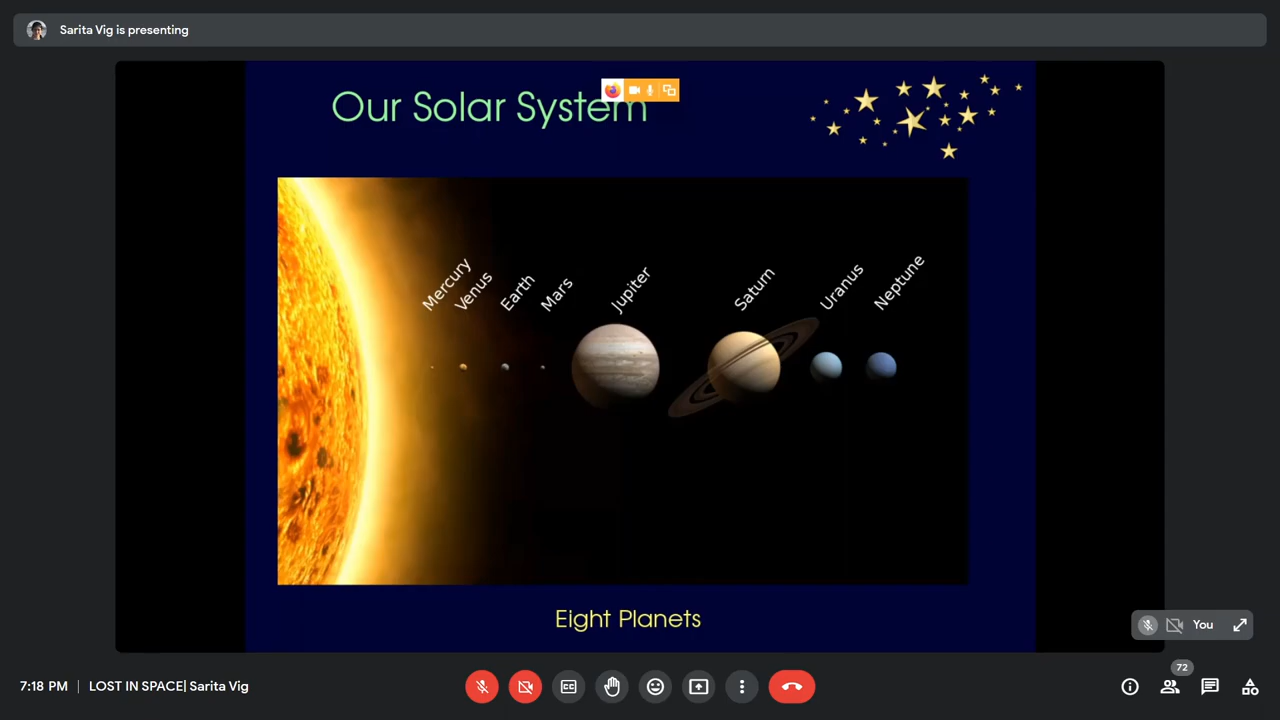 Sarita Vig is presenting
Our Solar System
Mercury
Venus
Earth
Mars
Jupiter
Saturn
Uranus
Neptune
Eight Planets
You
72
7:18 PM | LOST IN SPACE| Sarita Vig